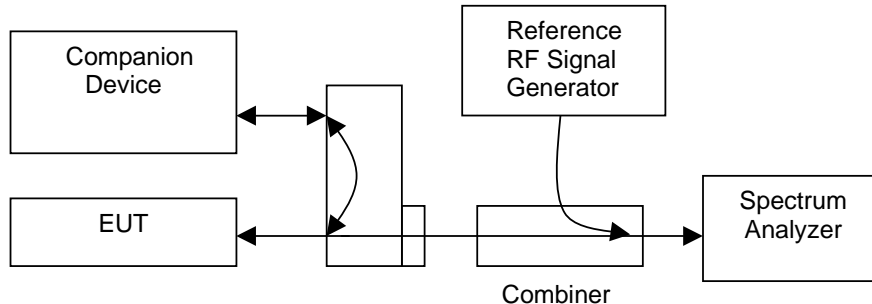 Companion
Device
Reference
RF Signal
Generator
EUT
Spectrum
Analyzer
Combiner